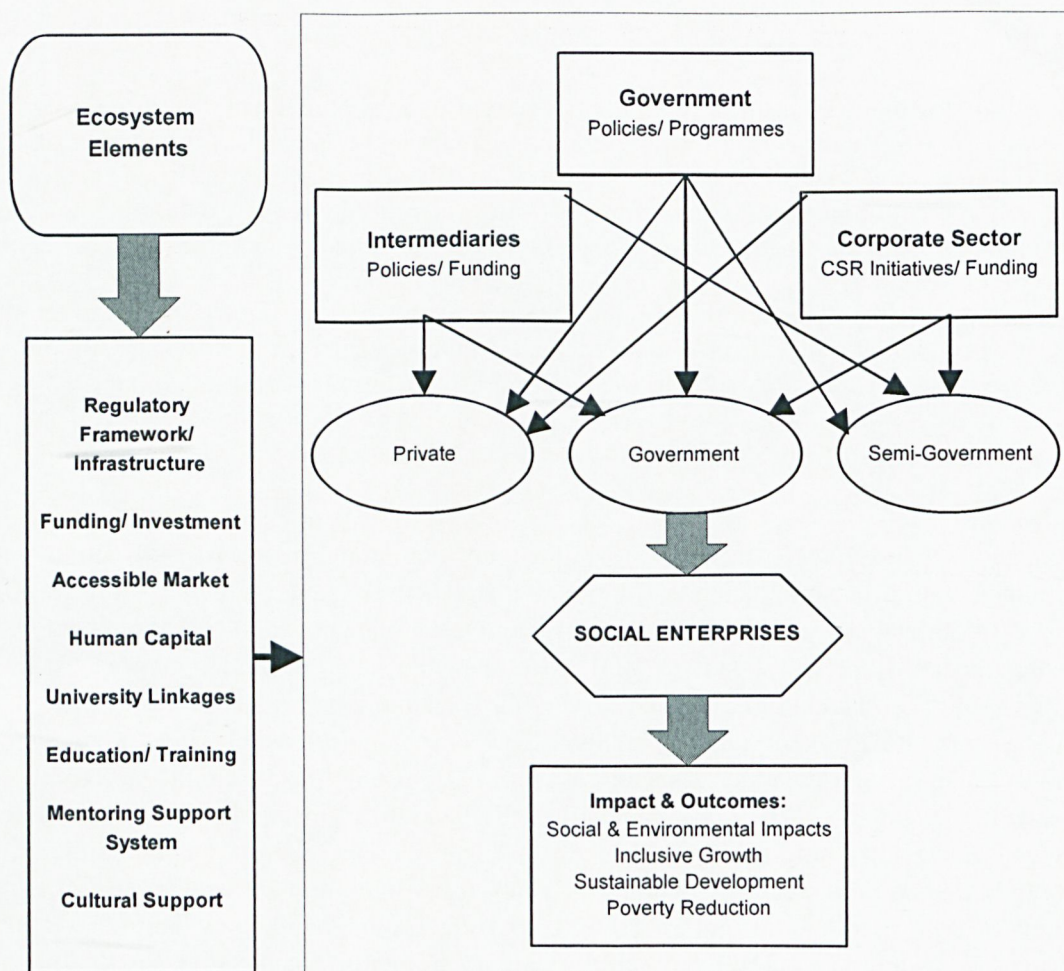 Ecosystem
Elements
Regulatory
Framework/
Infrastructure
Funding/ Investment
Accessible Market
Human Capital
University Linkages
Education/ Training
Mentoring Support
System
Cultural Support
Government
Policies/ Programmes
Intermediaries
Policies/ Funding
Corporate Sector
CSR Initiatives/ Funding
Private
Government
Semi-Government
SOCIAL ENTERPRISES
Impact & Outcomes:
Social & Environmental Impacts
Inclusive Growth
Sustainable Development
Poverty Reduction